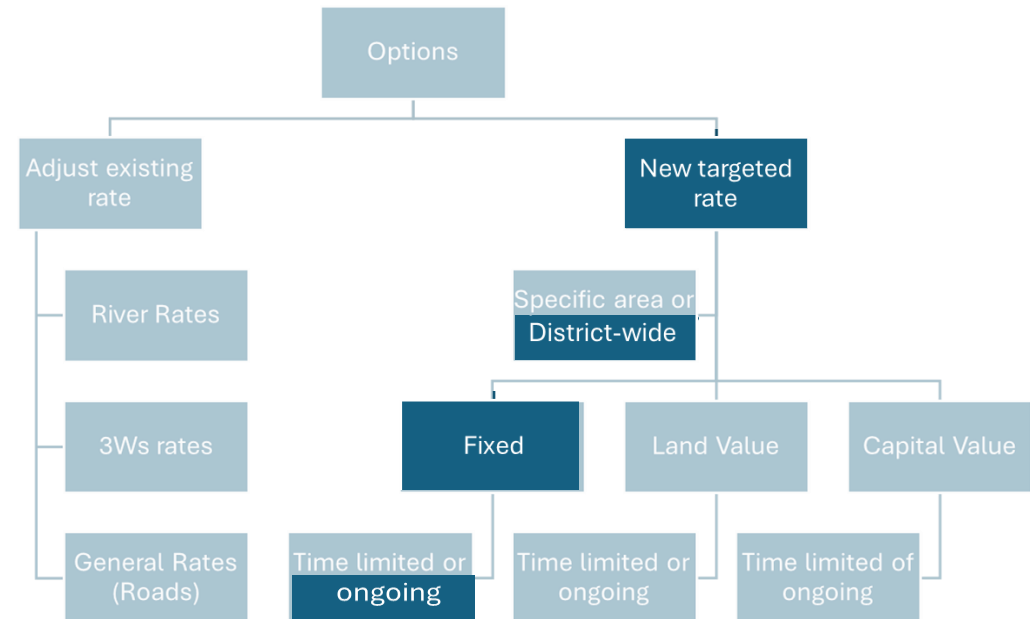 Options
Adjust existing
rate
New targeted
rate
River Rates
Specific area or
District-wide
3Ws rates
Fixed
Land Value
Capital Value
General Rates
(Roads)
Time limited or
ongoing
Time limited or
ongoing
Time limited of
ongoing